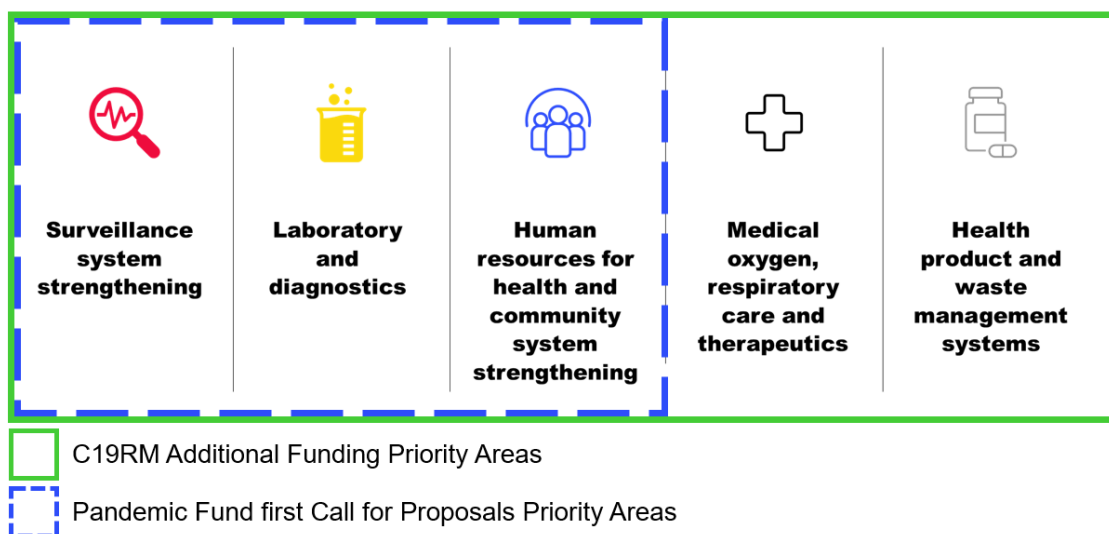 Surveillance
system
strengthening
Laboratory
and
diagnostics
Human
resources for
health and
community
system
strengthening
Medical
oxygen,
respiratory
care and
therapeutics
Health
product and
waste
management
systems
C19RM Additional Funding Priority Areas
Pandemic Fund first Call for Proposals Priority Areas